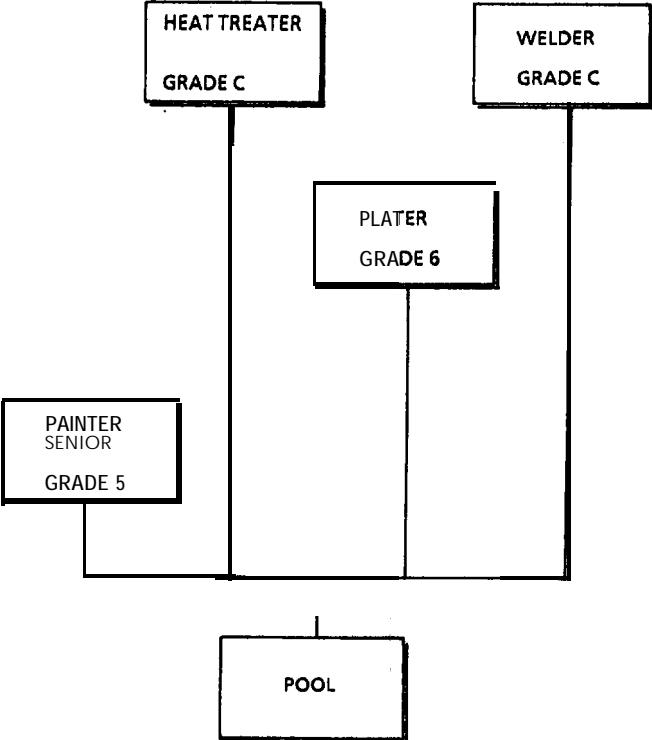 HEAT TREATER
GRADE C
WELDER
GRADE C
PLATER
GRADE 6
PAINTER
SENIOR
GRADE 5
POOL